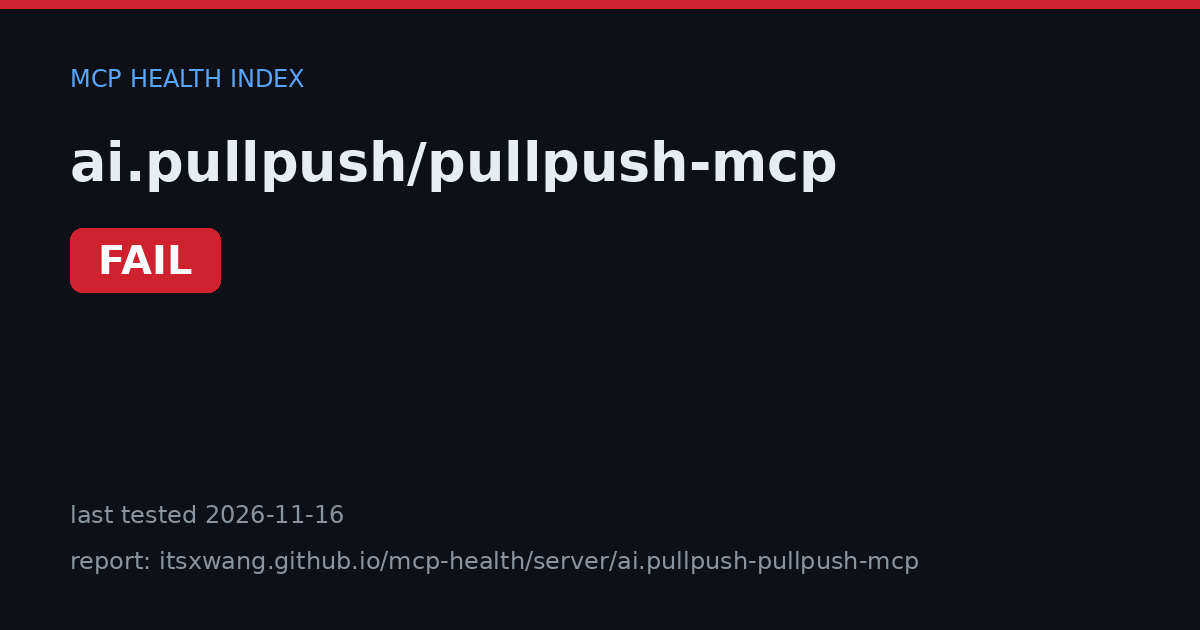 MCP HEALTH INDEX
ai.pullpush/pullpush-mcp
FAIL
last tested 2026-11-16
report: itsxwang.github.io/mcp-health/server/ai.pullpush-pullpush-mcp